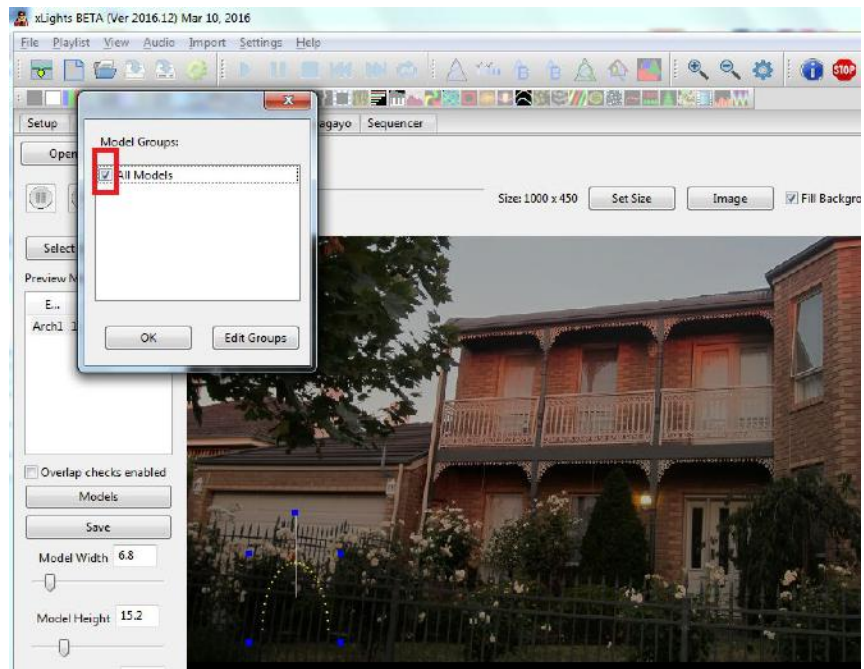 xLights BETA (Ver 2016.12) Mar 10, 2016
File Playlist View Audio Import Settings Help
STOP
Setup
agayo Sequencer
Model Groups:
All Models
OK Edit Groups
Open
Size: 1000 x 450 Set Size Image Fill Backgro
Select
Preview M
E...
Arch1 1
Overlap checks enabled
Models
Save
Model Width 6.8
Model Height 15.2